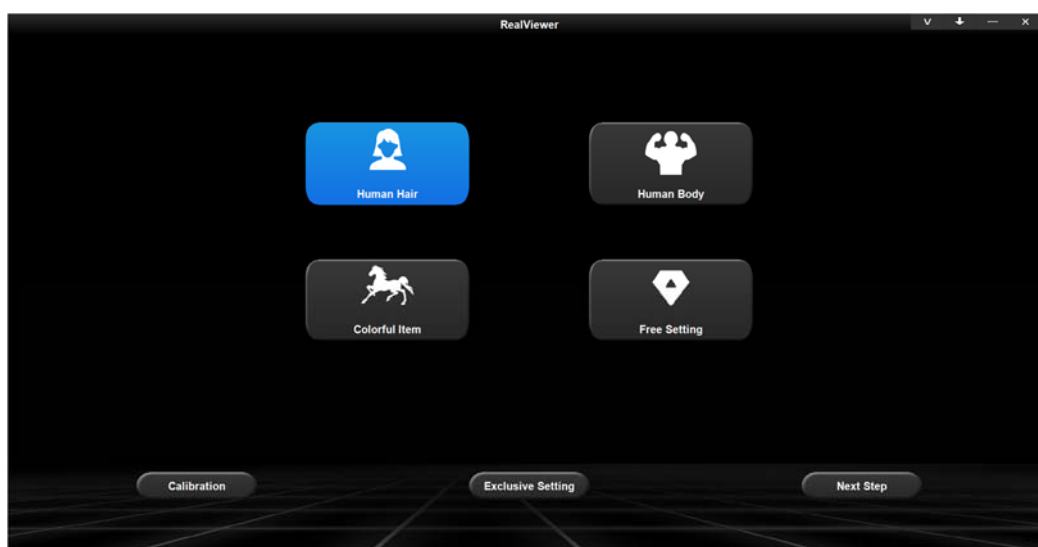 RealViewer
Human Hair
Human Body
Colorful Item
Free Setting
Calibration
Exclusive Setting
Next Step